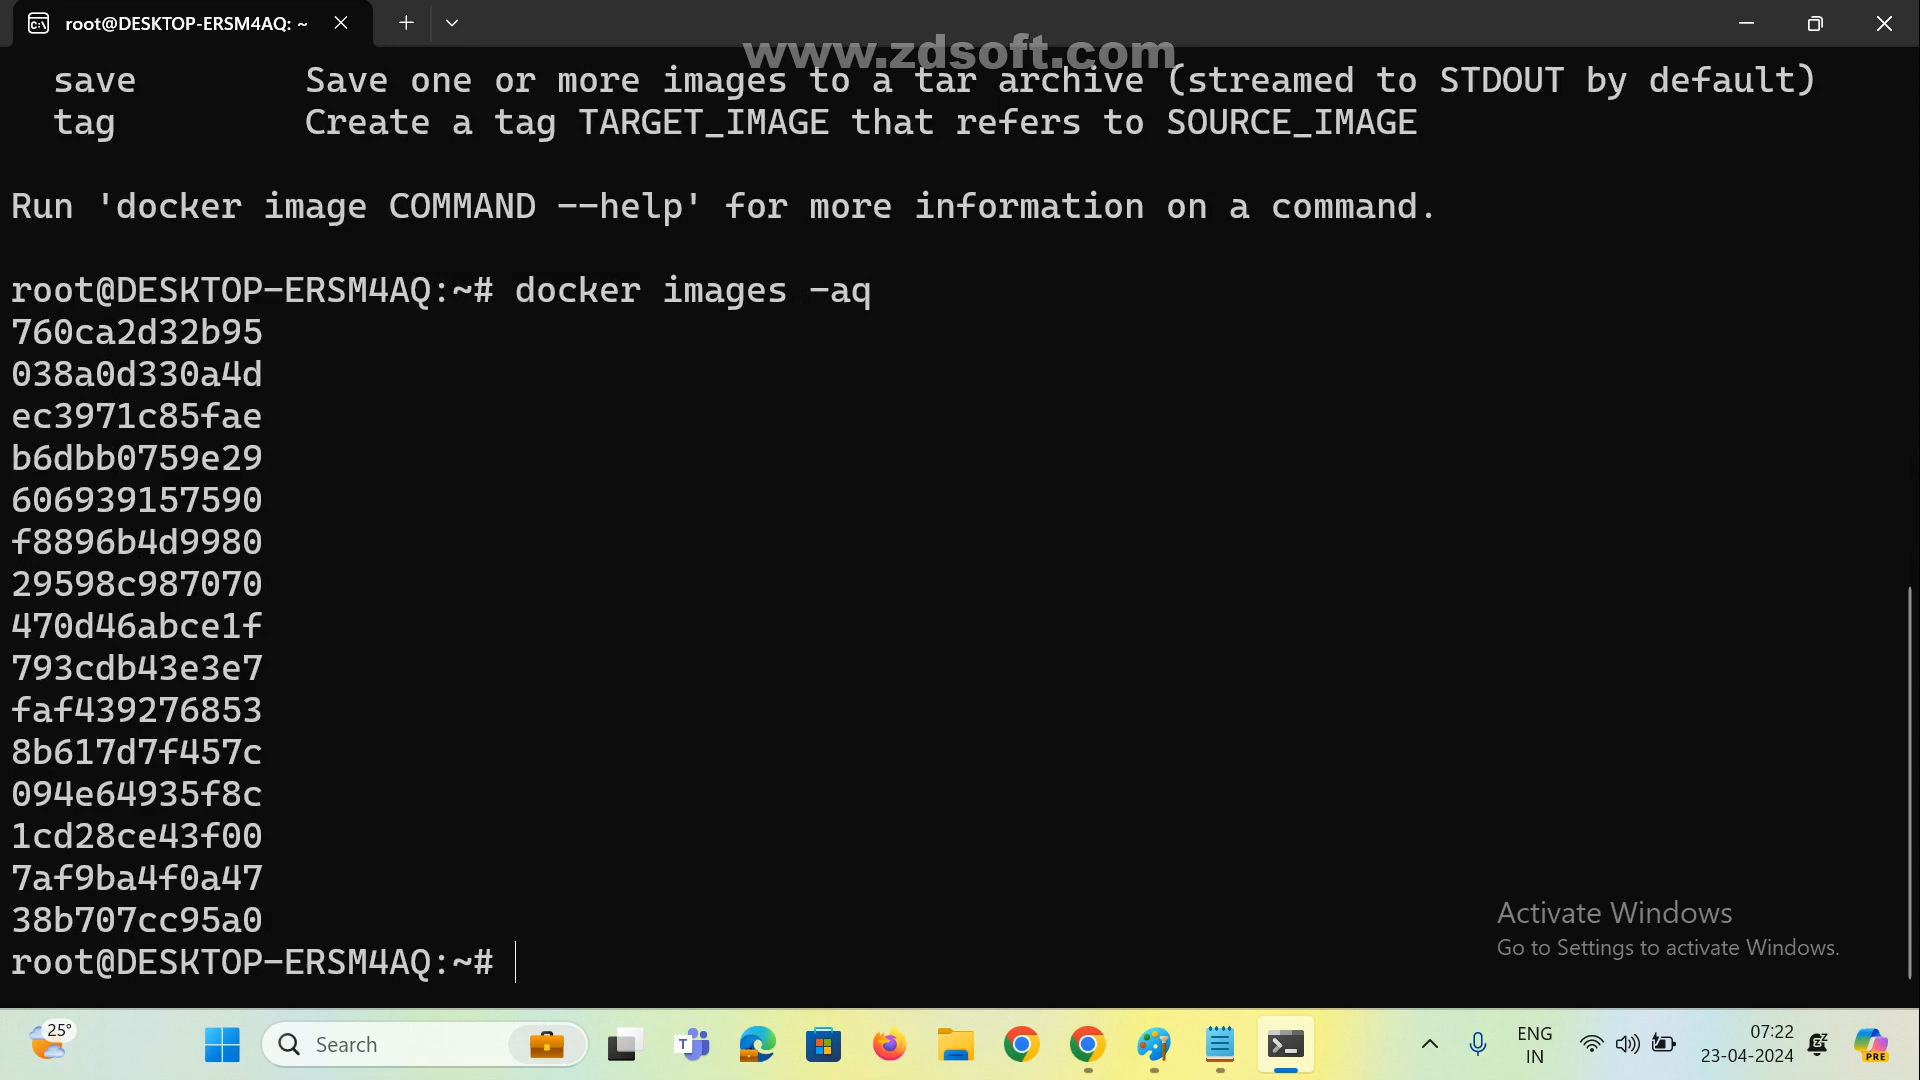 root@DESKTOP-ERSM4AQ: ~
www.zdsoft.com
save Save one or more images to a tar archive (streamed to STDOUT by default)
tag Create a tag TARGET_IMAGE that refers to SOURCE_IMAGE
Run 'docker image COMMAND --help' for more information on a command.
root@DESKTOP-ERSM4AQ:~# docker images -aq
760ca2d32b95
038a0d330a4d
ec3971c85fae
b6dbb0759e29
606939157590
f8896b4d9980
29598c987070
470d46abce1f
793cdb43e3e7
faf439276853
8b617d7f457c
094e64935f8c
1cd28ce43f00
7af9ba4f0a47
38b707cc95a0
root@DESKTOP-ERSM4AQ:~#
Activate Windows
Go to Settings to activate Windows.
25°
Search
ENG
IN
07:22
23-04-2024
PRE